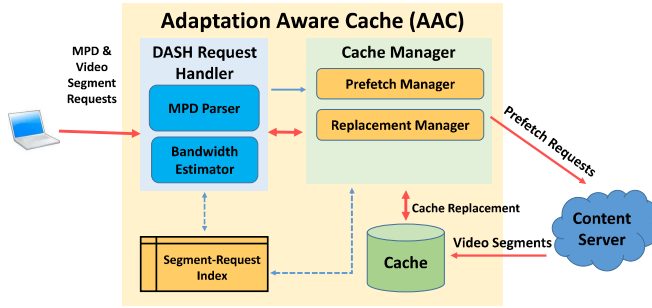 Adaptation Aware Cache (AAC)
MPD &
Video
Segment
Requests
DASH Request
Handler
MPD Parser
Bandwidth
Estimator
Cache Manager
Prefetch Manager
Replacement Manager
Prefetch Requests
Cache Replacement
Segment-Request
Index
Cache
Video Segments
Content
Server